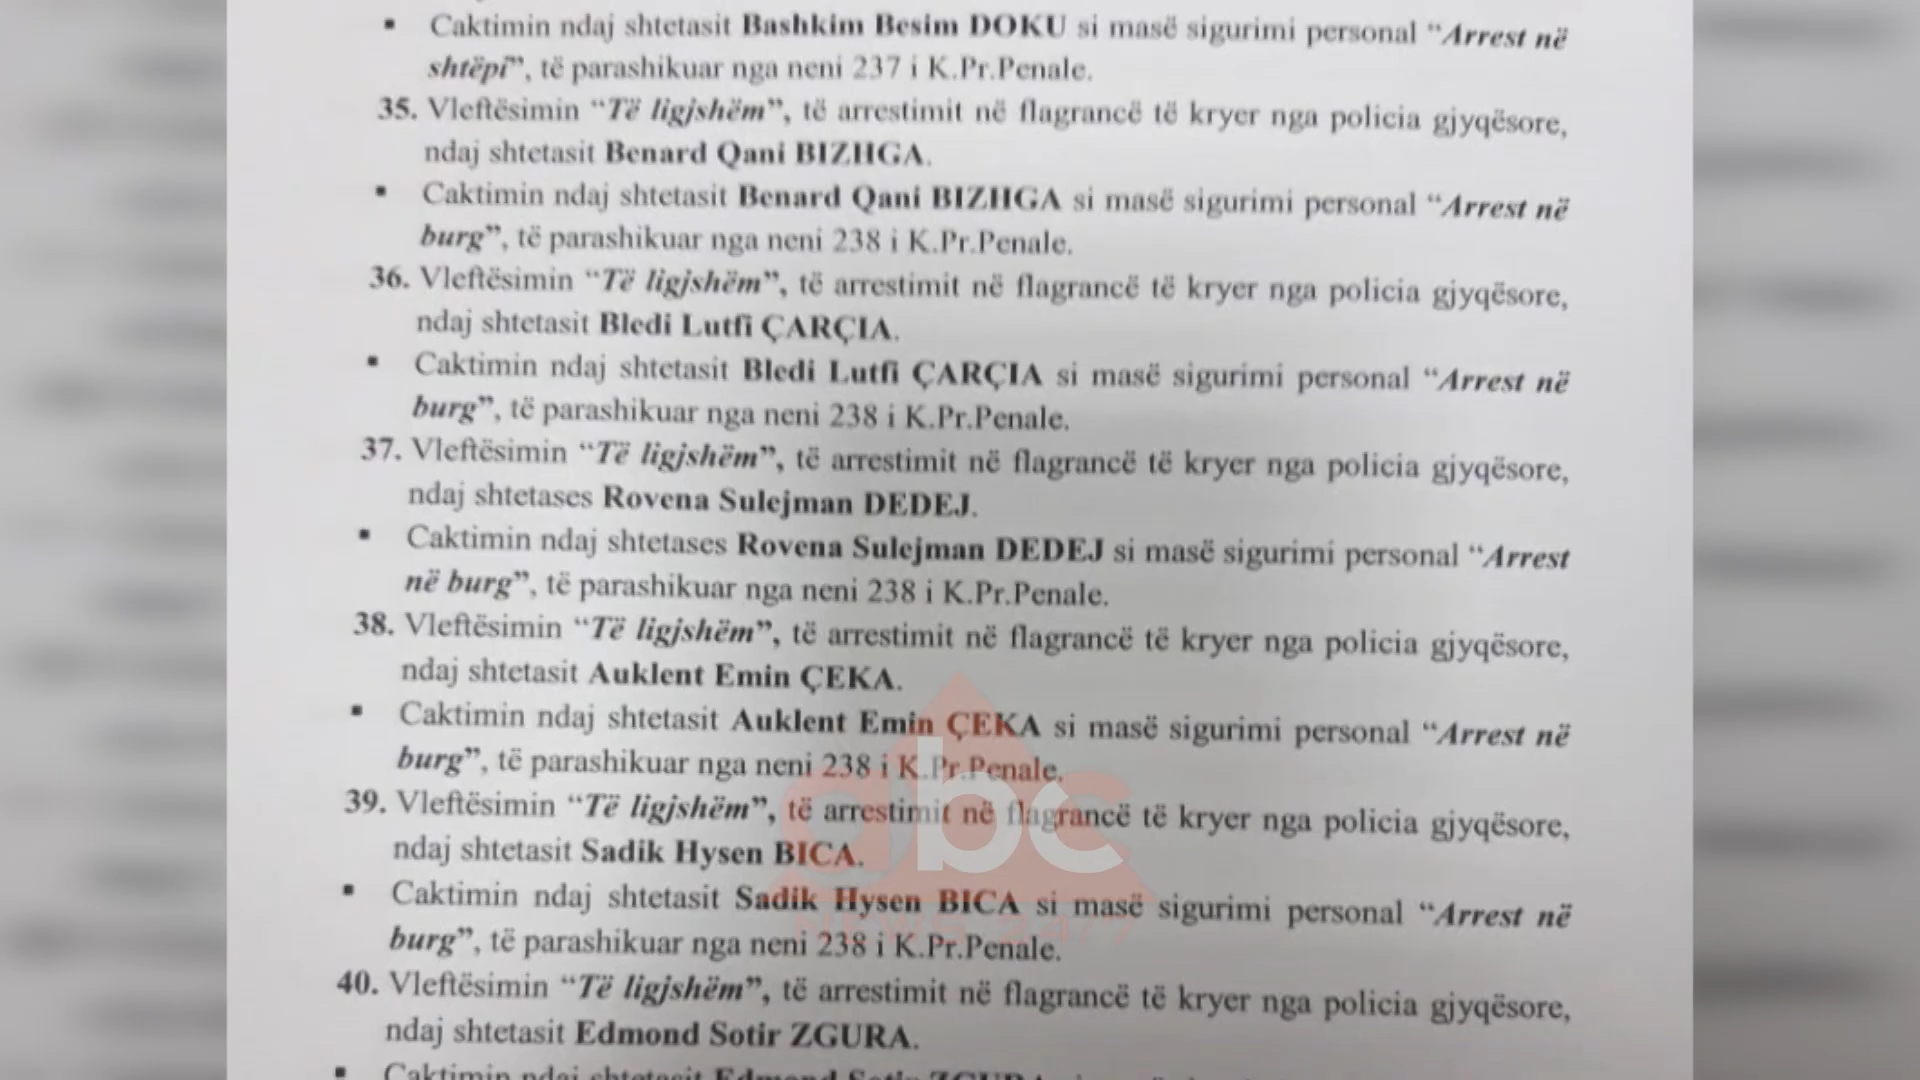 ▪ Caktimin ndaj shtetasit Bashkim Besim DOKU si masë sigurimi personal “Arrest në
shtëpi”, të parashikuar nga neni 237 i K.Pr.Penale.
35. Vleftësimin “Të ligjshëm”, të arrestimit në flagrancë të kryer nga policia gjyqësore,
ndaj shtetasit Benard Qani BIZHGA.
▪ Caktimin ndaj shtetasit Benard Qani BIZHGA si masë sigurimi personal “Arrest në
burg”, të parashikuar nga neni 238 i K.Pr.Penale.
36. Vleftësimin “Të ligjshëm”, të arrestimit në flagrancë të kryer nga policia gjyqësore,
ndaj shtetasit Bledi Lutfi ÇARÇIA.
▪ Caktimin ndaj shtetasit Bledi Lutfi ÇARÇIA si masë sigurimi personal “Arrest në
burg”, të parashikuar nga neni 238 i K.Pr.Penale.
37. Vleftësimin “Të ligjshëm”, të arrestimit në flagrancë të kryer nga policia gjyqësore,
ndaj shtetases Rovena Sulejman DEDEJ.
▪ Caktimin ndaj shtetases Rovena Sulejman DEDEJ si masë sigurimi personal “Arrest
në burg”, të parashikuar nga neni 238 i K.Pr.Penale.
38. Vleftësimin “Të ligjshëm”, të arrestimit në flagrancë të kryer nga policia gjyqësore,
ndaj shtetasit Auklent Emin ÇEKA.
▪ Caktimin ndaj shtetasit Auklent Emin ÇEKA si masë sigurimi personal “Arrest në
burg”, të parashikuar nga neni 238 i K.Pr.Penale.
39. Vleftësimin “Të ligjshëm”, të arrestimit në flagrancë të kryer nga policia gjyqësore,
ndaj shtetasit Sadik Hysen BICA.
▪ Caktimin ndaj shtetasit Sadik Hysen BICA si masë sigurimi personal “Arrest në
burg”, të parashikuar nga neni 238 i K.Pr.Penale.
40. Vleftësimin “Të ligjshëm”, të arrestimit në flagrancë të kryer nga policia gjyqësore,
ndaj shtetasit Edmond Sotir ZGURA.
▪ Caktimin ndaj shtetasit Edmond Sotir ZGURA
abc
NEWS 24/7